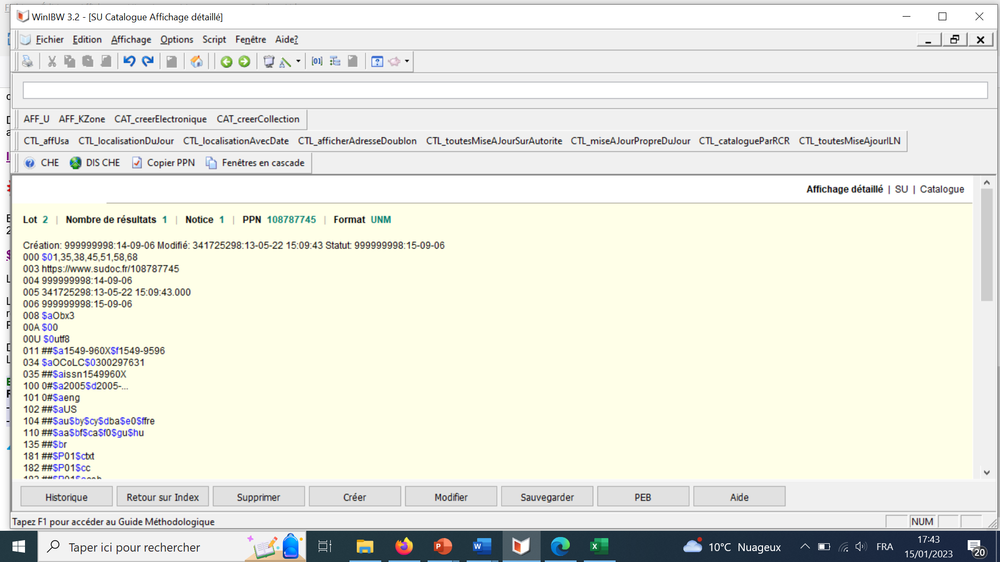 WinIBW 3.2 - [SU Catalogue Affichage détaillé]
Fichier Edition Affichage Options Script Fenêtre Aide?
[01]
AFF_U AFF_KZone CAT_creerElectronique CAT_creerCollection
CTL_affUsa CTL_localisationDuJour CTL_localisationAvecDate CTL_afficherAdresseDoublon CTL_toutesMiseAJourSurAutorite CTL_miseAJourPropreDuJour CTL_catalogueParRCR CTL_toutesMiseAjourILN
CHE DIS CHE Copier PPN Fenêtres en cascade
Affichage détaillé | SU | Catalogue
Lot 2 | Nombre de résultats 1 | Notice 1 | PPN 108787745 | Format UNM
Création: 999999998:14-09-06 Modifié: 341725298:13-05-22 15:09:43 Statut: 999999998:15-09-06
000 $01,35,38,45,51,58,68
003 https://www.sudoc.fr/108787745
004 999999998:14-09-06
005 341725298:13-05-22 15:09:43.000
006 999999998:15-09-06
008 $aObx3
00A $00
00U $0utf8
011 ##$a1549-960X$f1549-9596
034 $aOCoLC$0300297631
035 ##$aissn1549960X
100 0#$a2005$d2005-...
101 0#$aeng
102 ##$aUS
104 ##$au$by$cy$dba$e0$ffre
110 ##$aa$bf$ca$f0$gu$hu
135 ##$br
181 ##$P01$ctxt
182 ##$P01$cc
Historique Retour sur Index Supprimer Créer Modifier Sauvegarder PEB Aide
Tapez F1 pour accéder au Guide Méthodologique
NUM
Taper ici pour rechercher
10°C Nuageux
FRA
17:43
15/01/2023
20